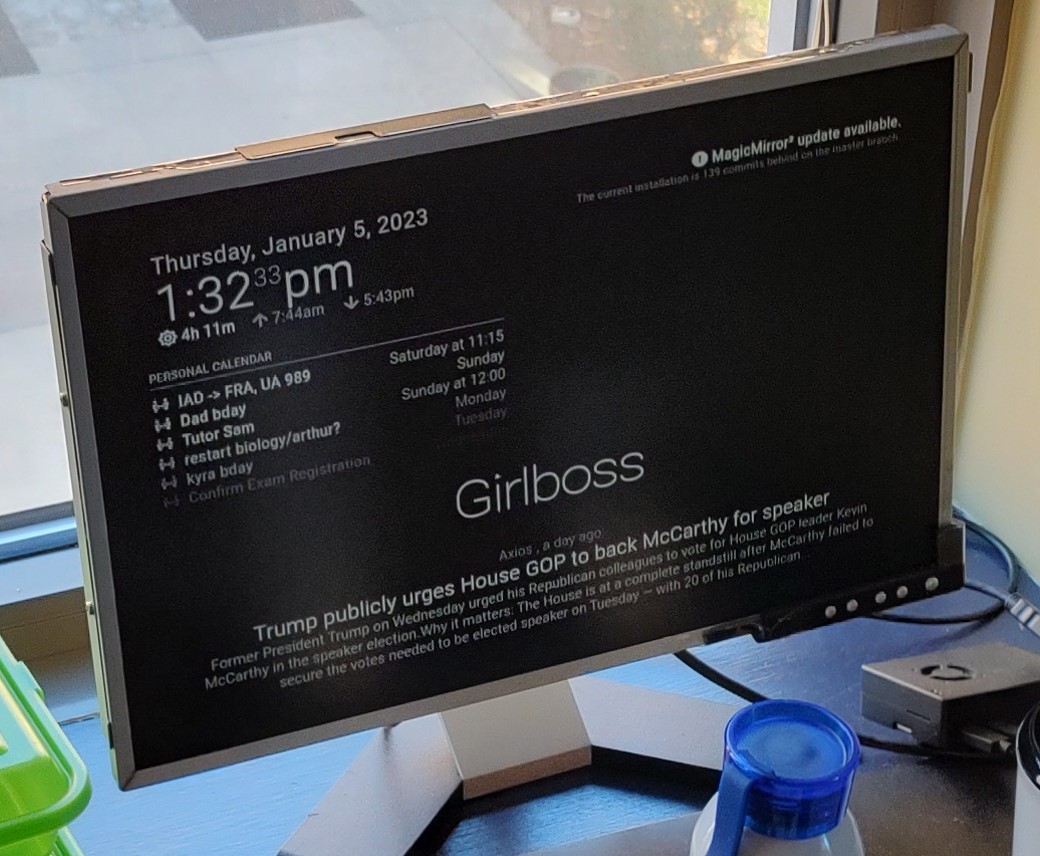 MagicMirror² update available.
The current installation is 139 commits behind on the master branch
Thursday, January 5, 2023
1:32 33 pm
4h 11m 7:44am 5:43pm
PERSONAL CALENDAR
IAD -> FRA, UA 989 Saturday at 11:15
Dad bday Sunday
Tutor Sam Sunday at 12:00
restart biology/arthur? Monday
kyra bday Tuesday
Confirm Exam Registration
Girlboss
Axios , a day ago:
Trump publicly urges House GOP to back McCarthy for speaker
Former President Trump on Wednesday urged his Republican colleagues to vote for House GOP leader Kevin
McCarthy in the speaker election.Why it matters: The House is at a complete standstill after McCarthy failed to
secure the votes needed to be elected speaker on Tuesday — with 20 of his Republican...